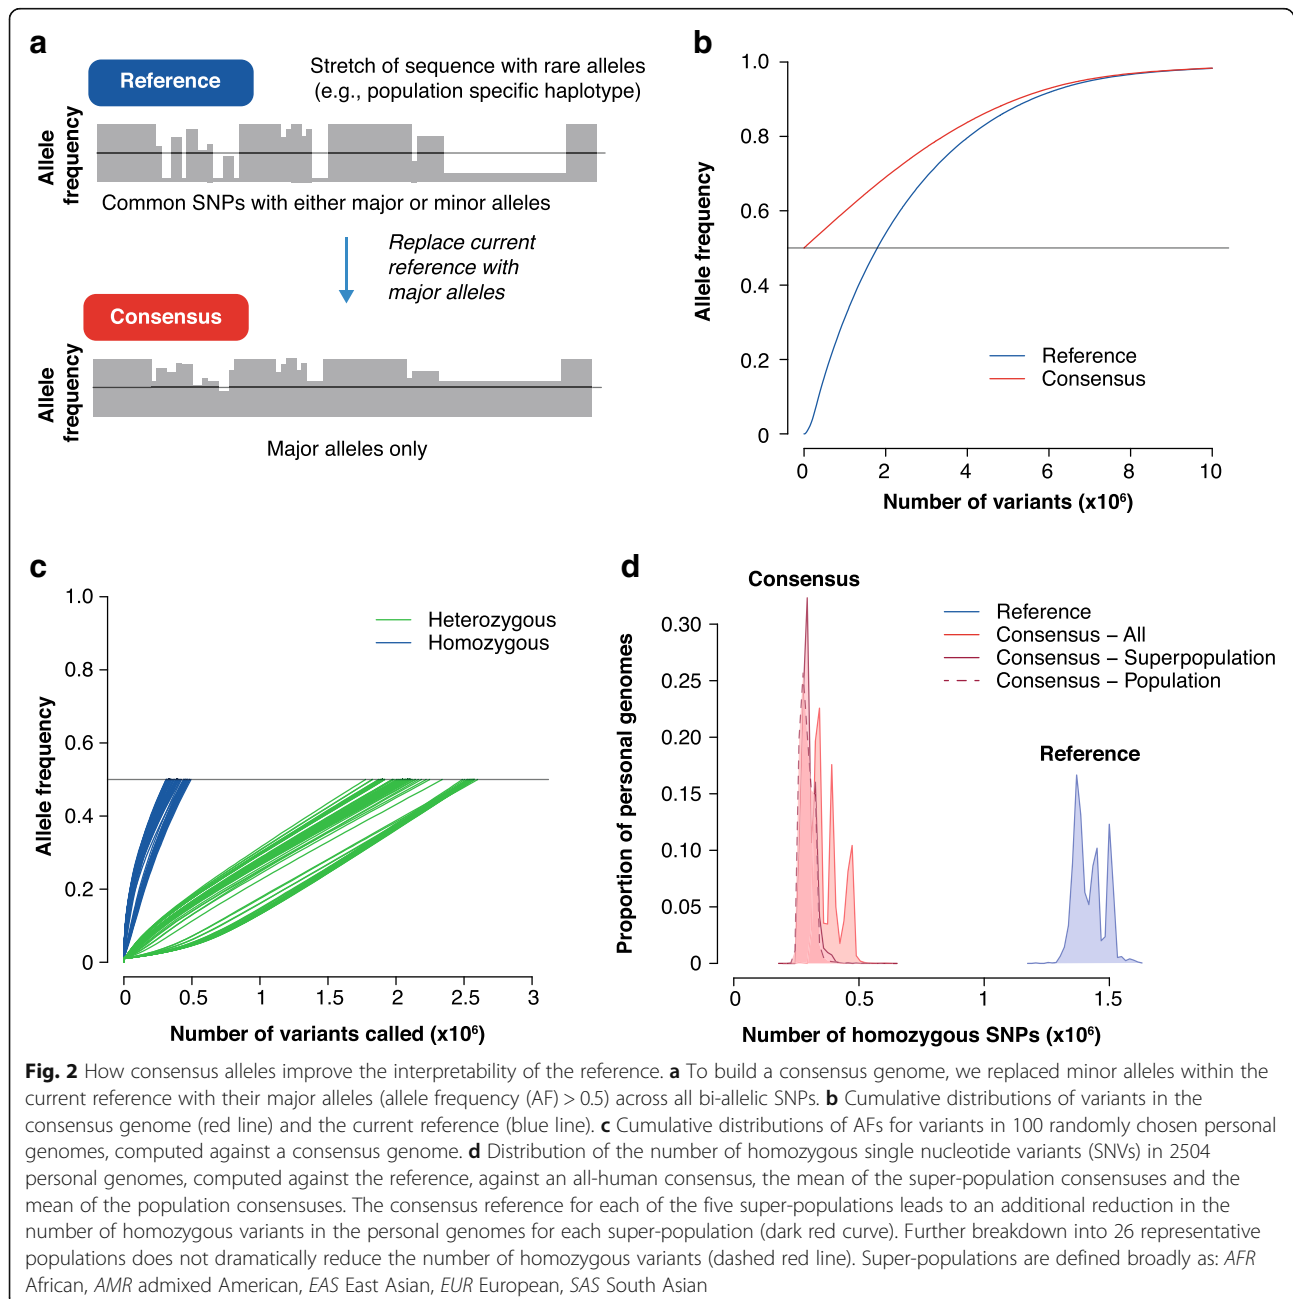 a
Reference
Stretch of sequence with rare alleles
(e.g., population specific haplotype)
Allele
frequency
Common SNPs with either major or minor alleles
Replace current
reference with
major alleles
Consensus
Allele
frequency
Major alleles only
b
1.0
0.8
0.6
0.4
0.2
0
Allele frequency
Reference
Consensus
0 2 4 6 8 10
Number of variants (x10⁶)
c
1.0
0.8
0.6
0.4
0.2
0
Allele frequency
Heterozygous
Homozygous
0 0.5 1 1.5 2 2.5 3
Number of variants called (x10⁶)
d
Consensus
Reference
Consensus – All
Consensus – Superpopulation
Consensus – Population
0.30
0.25
0.20
0.15
0.10
0.05
0
Proportion of personal genomes
Reference
0 0.5 1 1.5
Number of homozygous SNPs (x10⁶)
Fig. 2 How consensus alleles improve the interpretability of the reference. a To build a consensus genome, we replaced minor alleles within the
current reference with their major alleles (allele frequency (AF) > 0.5) across all bi-allelic SNPs. b Cumulative distributions of variants in the
consensus genome (red line) and the current reference (blue line). c Cumulative distributions of AFs for variants in 100 randomly chosen personal
genomes, computed against a consensus genome. d Distribution of the number of homozygous single nucleotide variants (SNVs) in 2504
personal genomes, computed against the reference, against an all-human consensus, the mean of the super-population consensuses and the
mean of the population consensuses. The consensus reference for each of the five super-populations leads to an additional reduction in the
number of homozygous variants in the personal genomes for each super-population (dark red curve). Further breakdown into 26 representative
populations does not dramatically reduce the number of homozygous variants (dashed red line). Super-populations are defined broadly as: AFR
African, AMR admixed American, EAS East Asian, EUR European, SAS South Asian